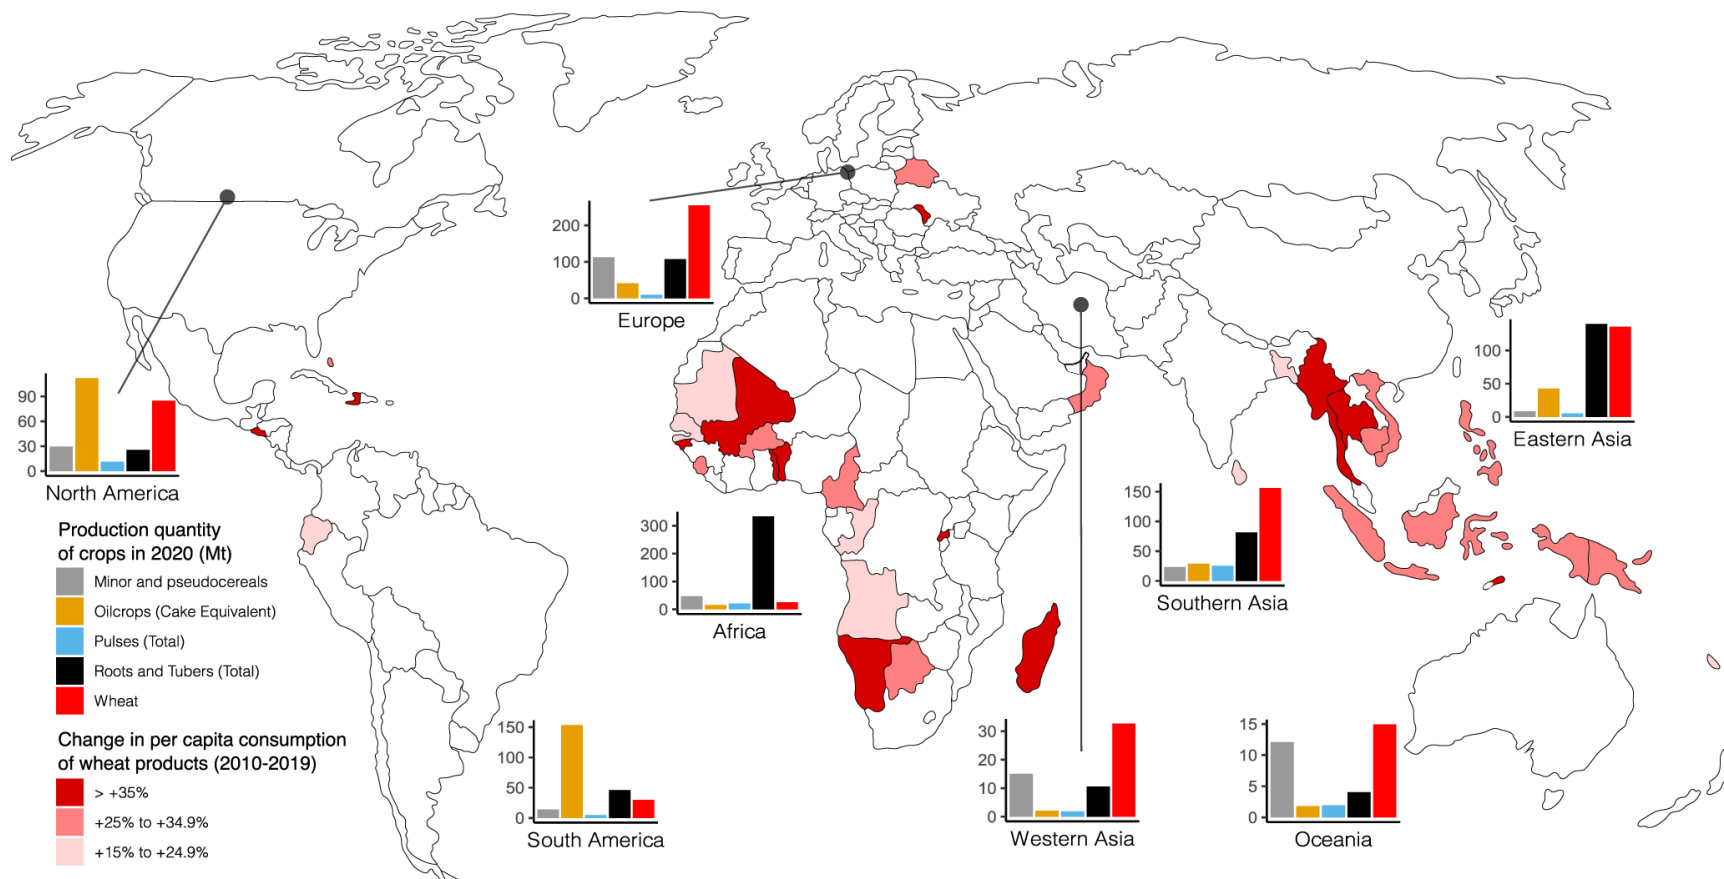 200
100
0
Europe
100
50
0
Eastern Asia
90
60
30
0
North America
150
100
50
0
Southern Asia
300
200
100
0
Africa
Production quantity
of crops in 2020 (Mt)
Minor and pseudocereals
Oilcrops (Cake Equivalent)
Pulses (Total)
Roots and Tubers (Total)
Wheat
Change in per capita consumption
of wheat products (2010-2019)
> +35%
+25% to +34.9%
+15% to +24.9%
150
100
50
0
South America
30
20
10
0
Western Asia
15
10
5
0
Oceania